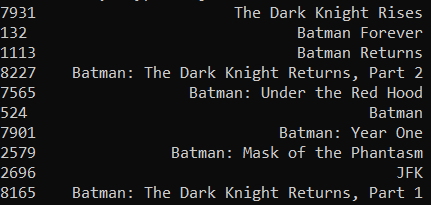 7931 The Dark Knight Rises
132 Batman Forever
1113 Batman Returns
8227 Batman: The Dark Knight Returns, Part 2
7565 Batman: Under the Red Hood
524 Batman
7901 Batman: Year One
2579 Batman: Mask of the Phantasm
2696 JFK
8165 Batman: The Dark Knight Returns, Part 1